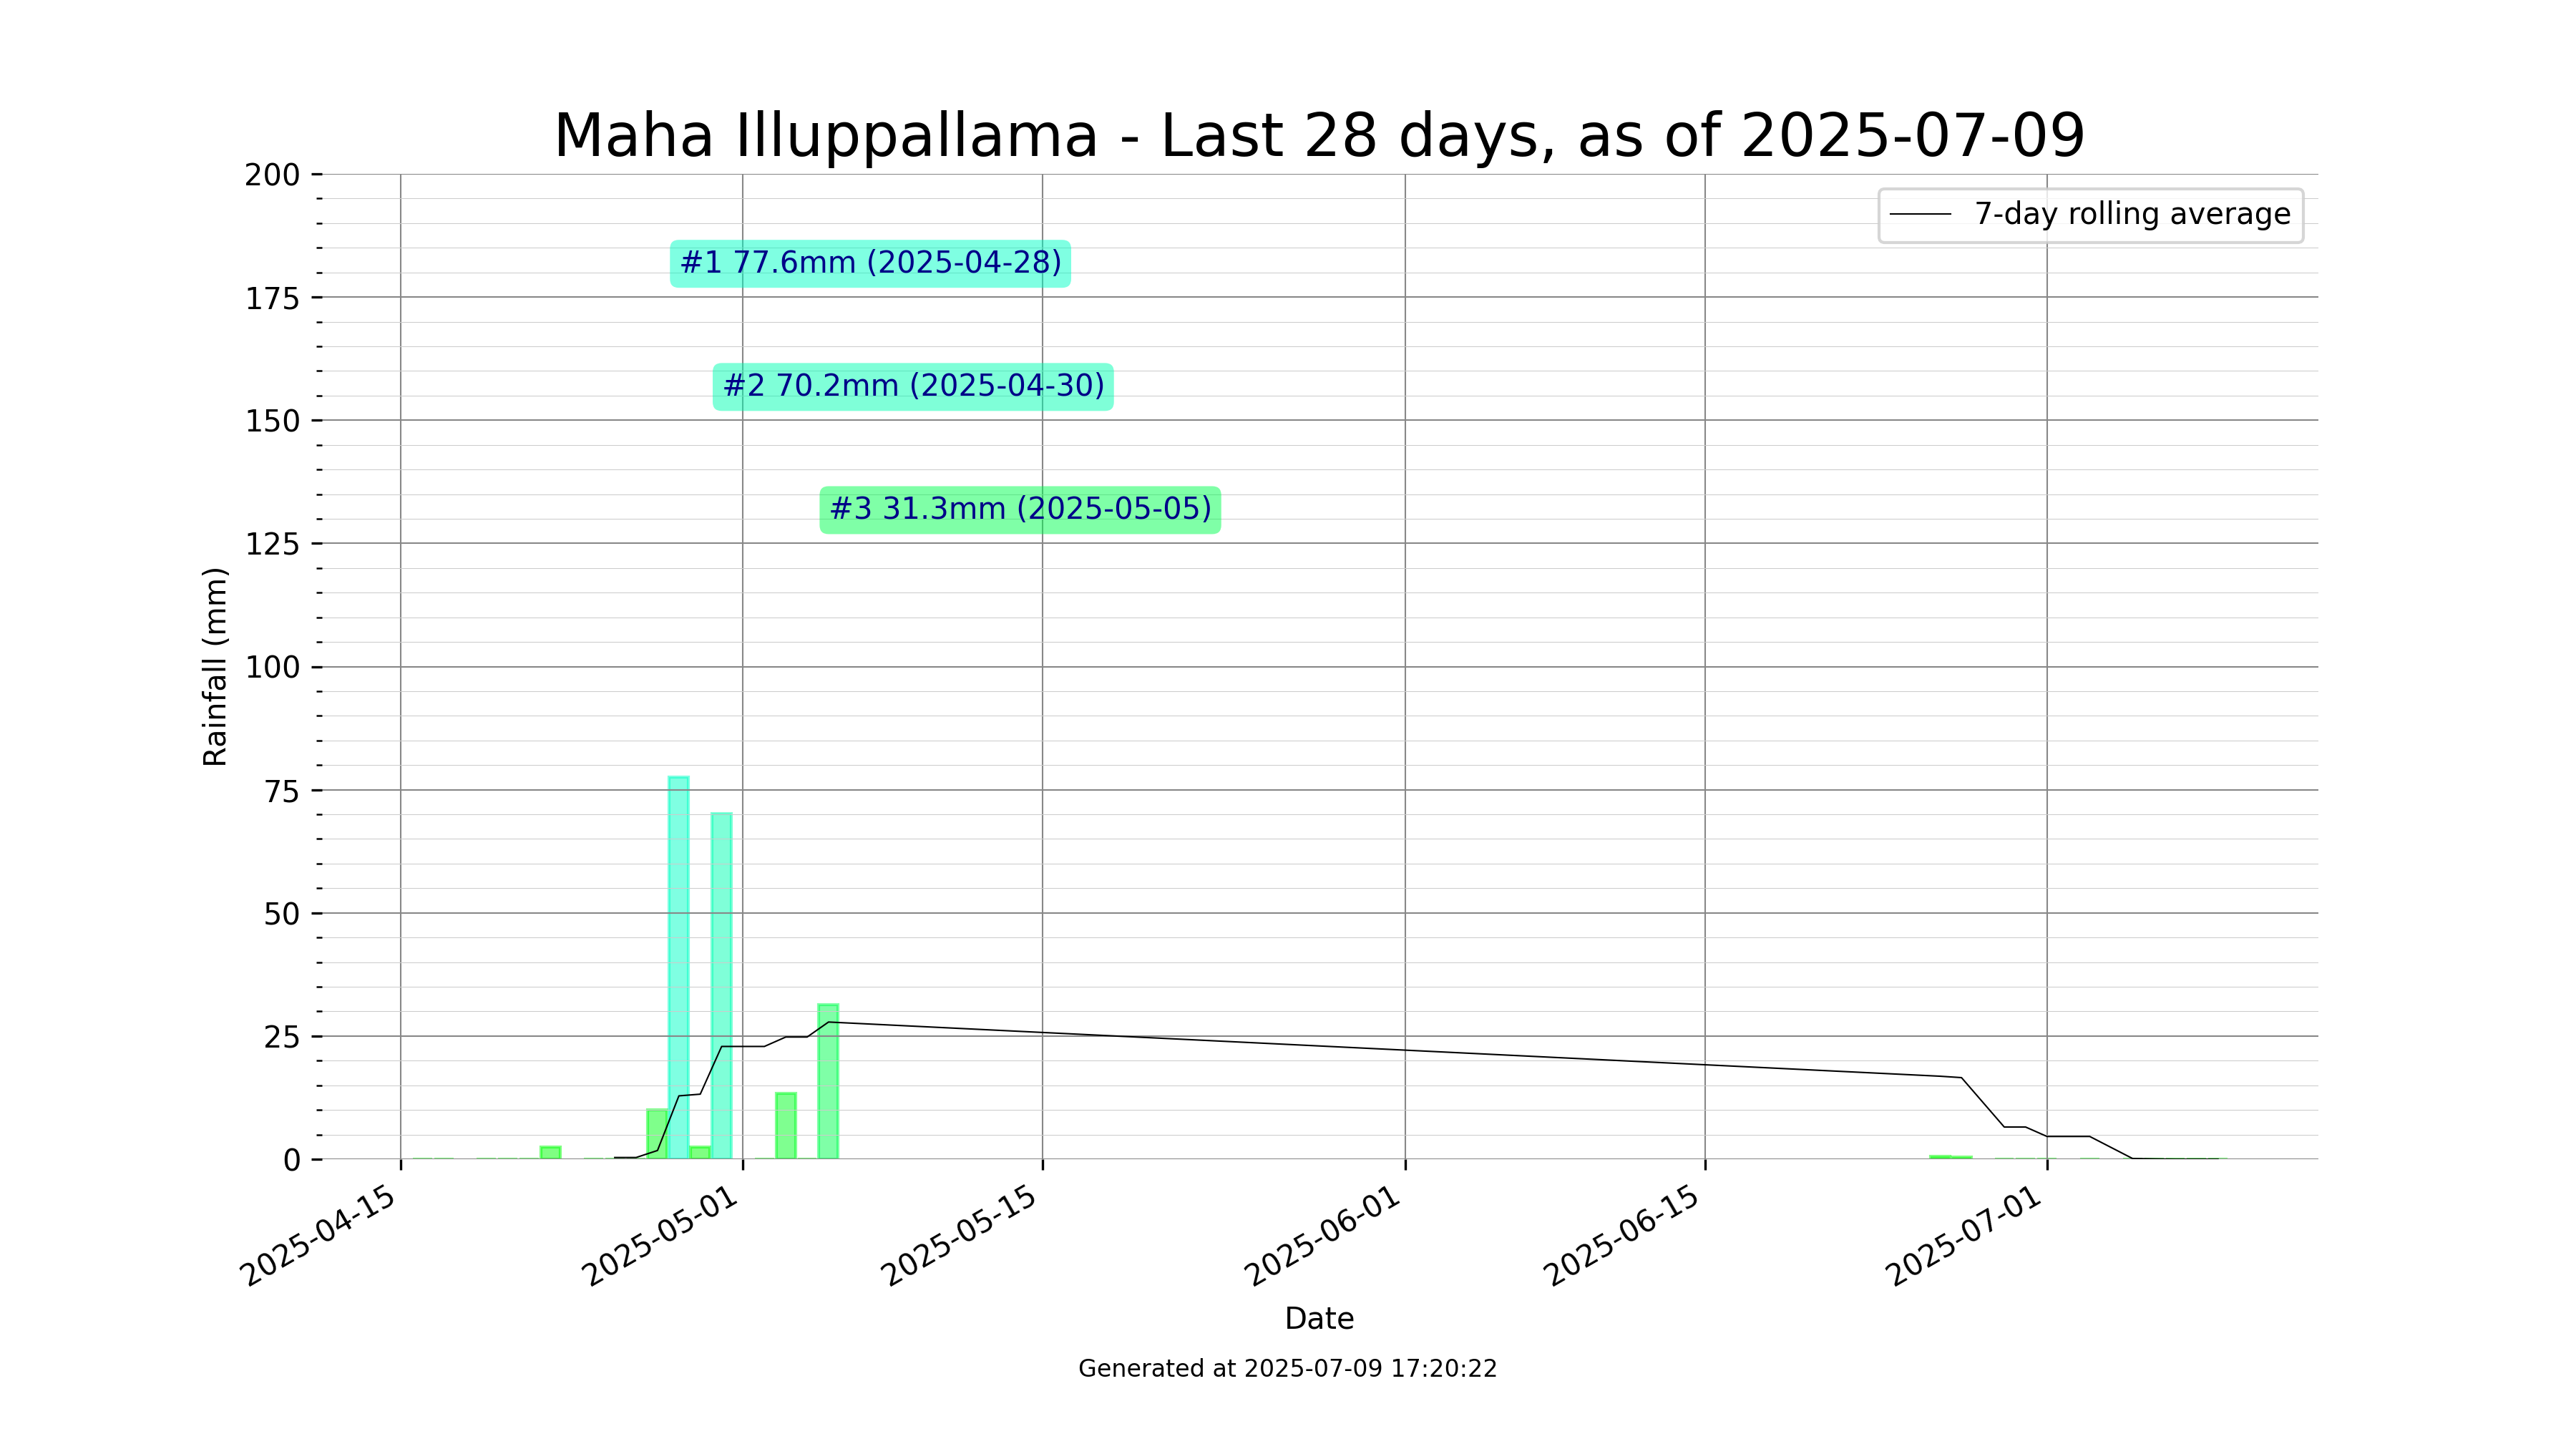 Maha Illuppallama - Last 28 days, as of 2025-07-09
200
175
150
125
100
75
50
25
0
Rainfall (mm)
7-day rolling average
#1 77.6mm (2025-04-28)
#2 70.2mm (2025-04-30)
#3 31.3mm (2025-05-05)
2025-04-15
2025-05-01
2025-05-15
2025-06-01
2025-06-15
2025-07-01
Date
Generated at 2025-07-09 17:20:22